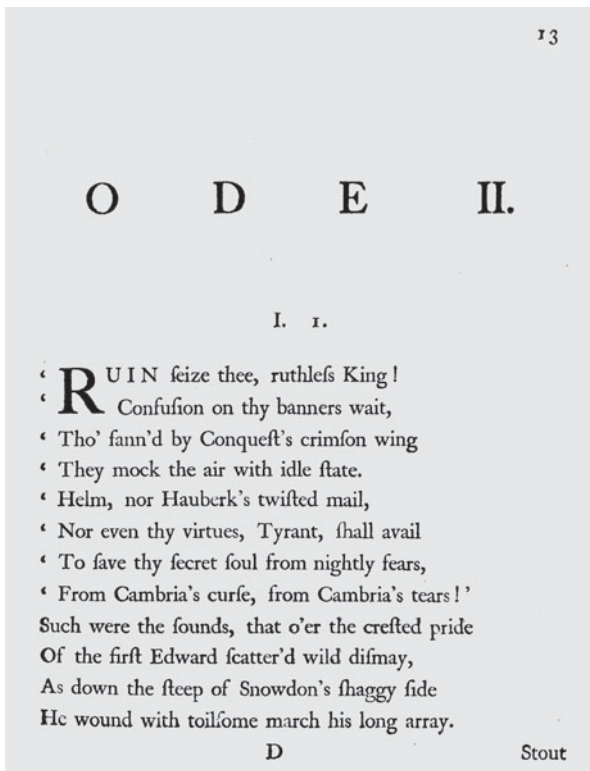 13
O D E II.
I. 1.
‘ RUIN ſeize thee, ruthleſs King!
‘ Confuſion on thy banners wait,
‘ Tho’ fann’d by Conqueſt’s crimſon wing
‘ They mock the air with idle ſtate.
‘ Helm, nor Hauberk’s twiſted mail,
‘ Nor even thy virtues, Tyrant, ſhall avail
‘ To ſave thy ſecret ſoul from nightly fears,
‘ From Cambria’s curſe, from Cambria’s tears!’
Such were the ſounds, that o’er the creſted pride
Of the firſt Edward ſcatter’d wild diſmay,
As down the ſteep of Snowdon’s ſhaggy ſide
He wound with toilſome march his long array.
D Stout